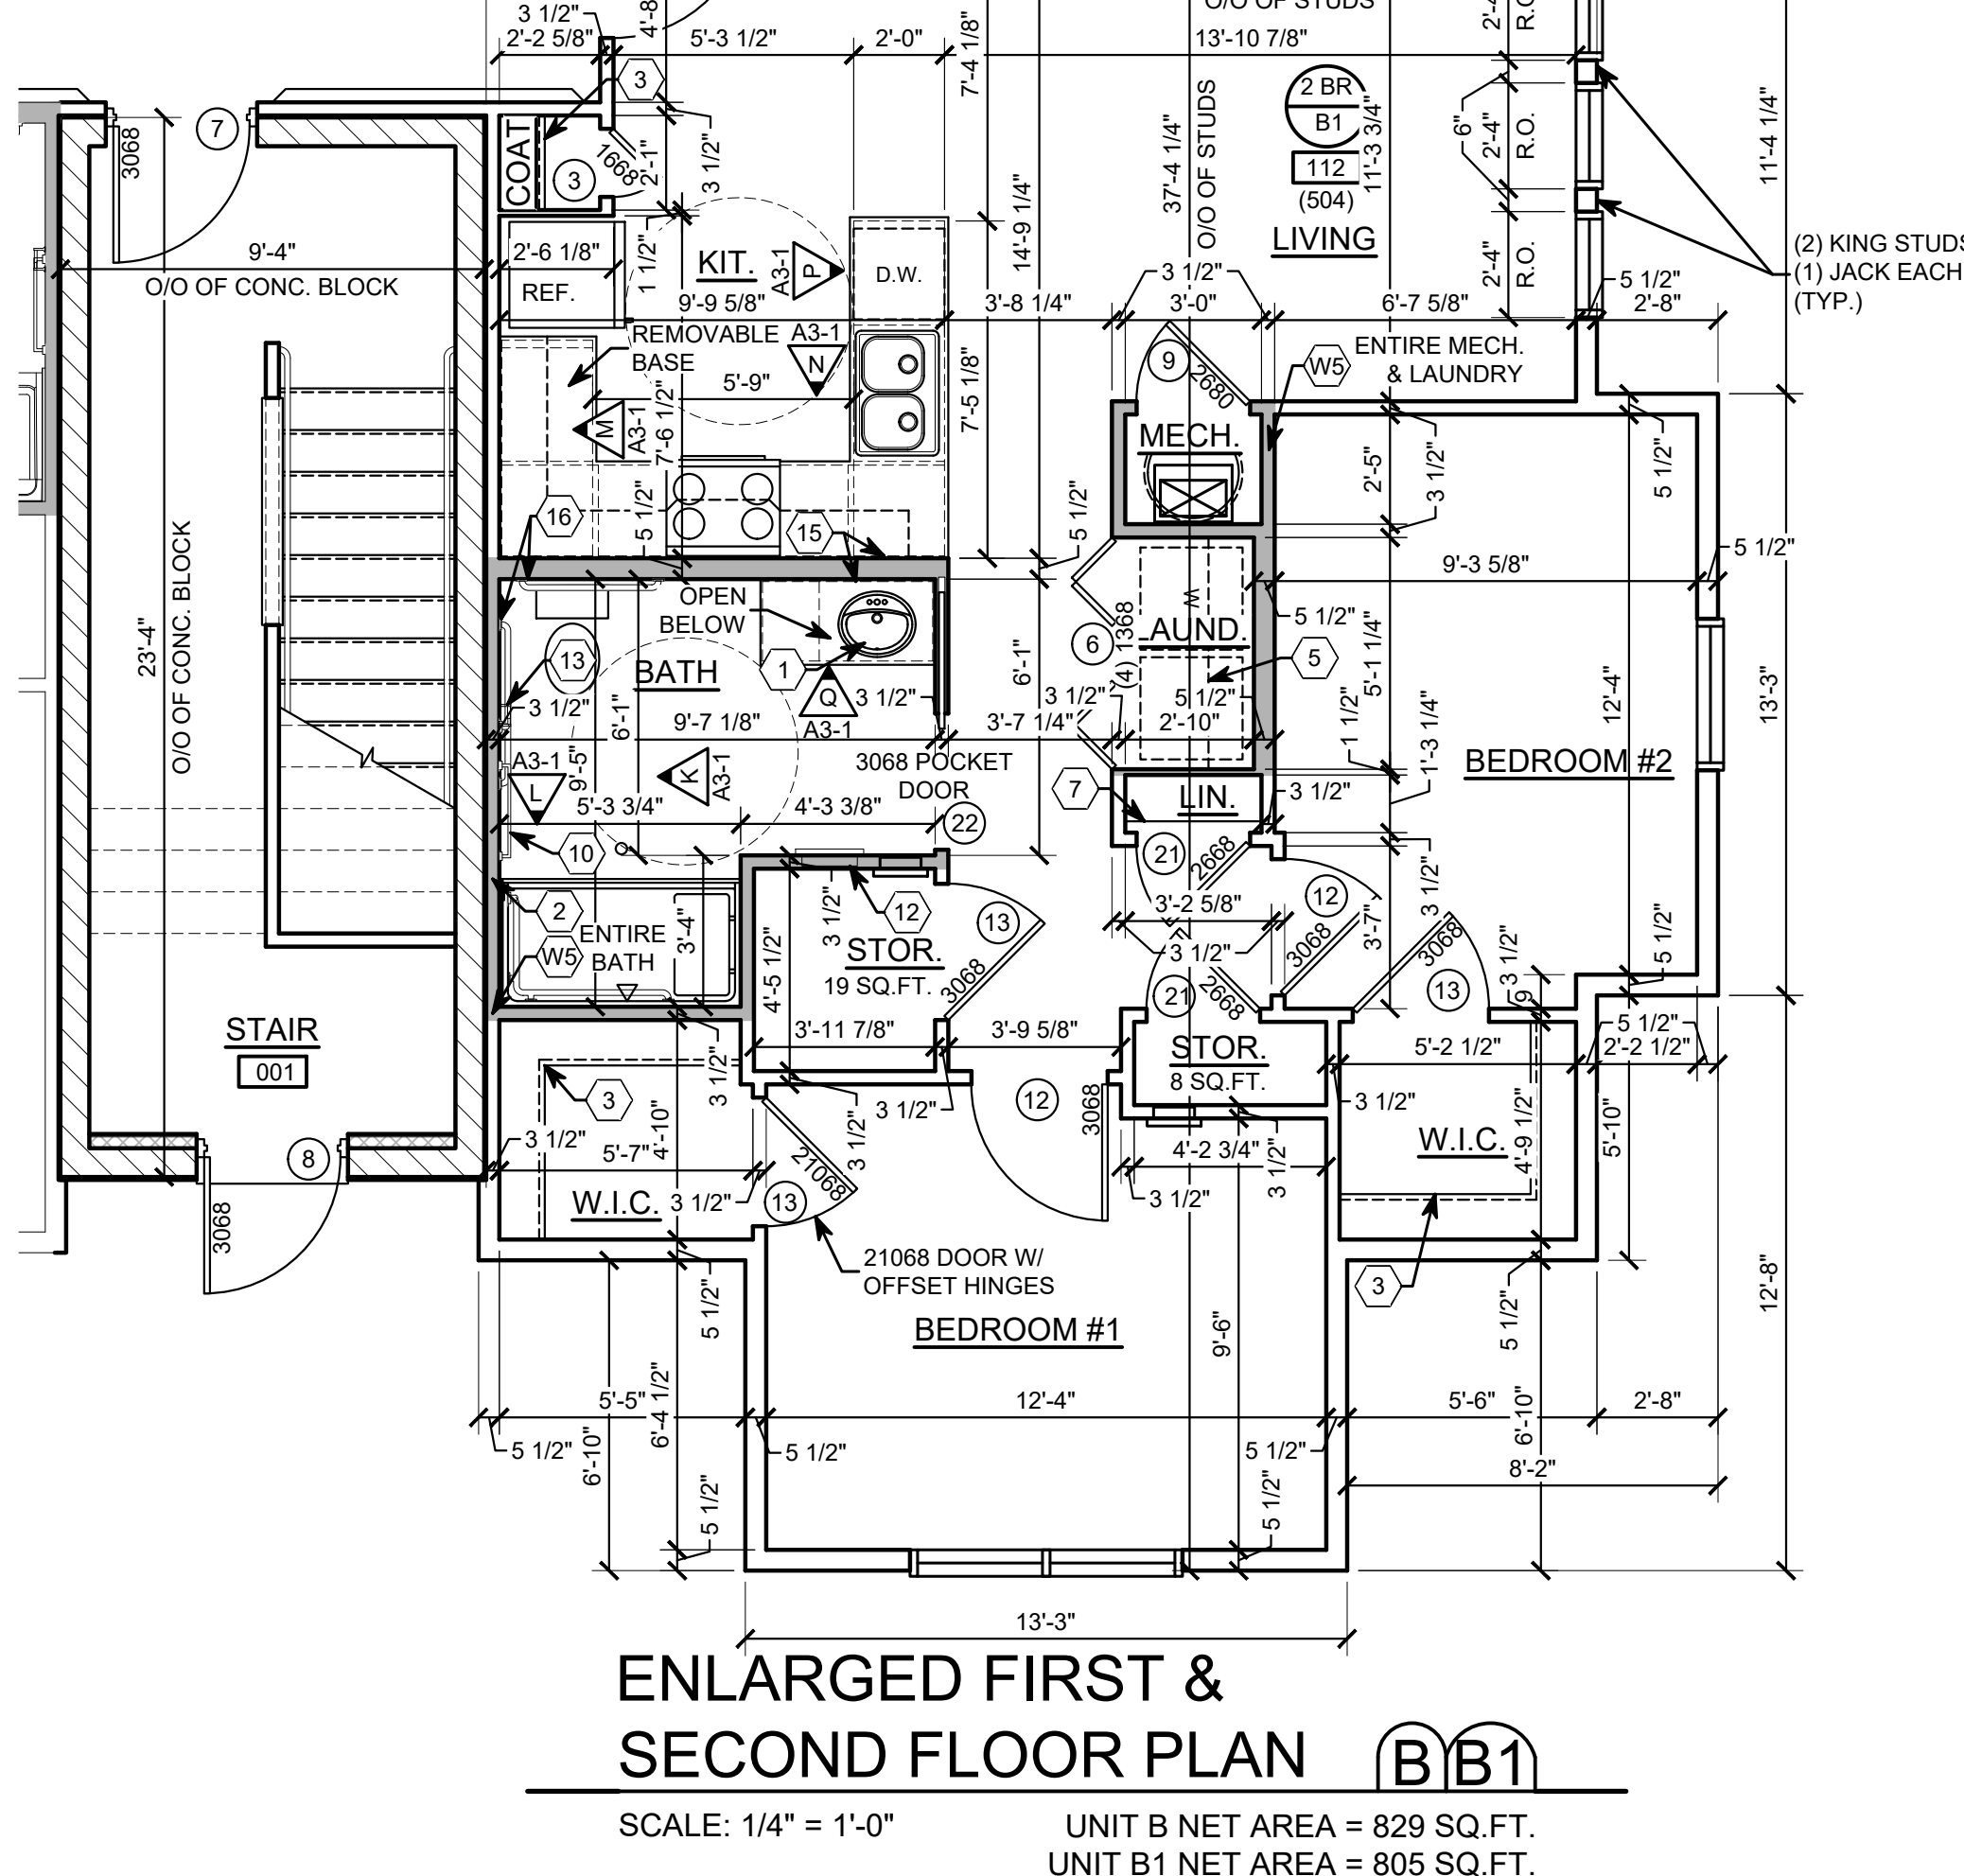 3 1/2"
4'-8
O/O OF STUDS
2'-4
R.O.
2'-2 5/8"
5'-3 1/2"
2'-0"
13'-10 7/8"
7'-4 1/8"
3
2 BR
B1
112
(504)
LIVING
11'-3 3/4"
37'-4 1/4"
O/O OF STUDS
6"
2'-4"
R.O.
2'-4"
R.O.
11'-4 1/4"
(2) KING STUDS
(1) JACK EACH
(TYP.)
7
3068
COAT
3
1668
2'-1"
3 1/2"
9'-4"
O/O OF CONC. BLOCK
2'-6 1/8"
REF.
1 1/2"
KIT.
A3-1
P
D.W.
14'-9 1/4"
3 1/2"
5 1/2"
9'-9 5/8"
3'-8 1/4"
3'-0"
6'-7 5/8"
2'-8"
REMOVABLE
BASE
A3-1
N
5'-9"
9
2680
W5
ENTIRE MECH.
& LAUNDRY
M
A3-1
7'-6 1/2"
7'-5 1/8"
MECH.
2'-5"
3 1/2"
5 1/2"
16
5 1/2"
15
5 1/2"
9'-3 5/8"
5 1/2"
23'-4"
O/O OF CONC. BLOCK
OPEN
BELOW
13
BATH
1
Q
A3-1
3 1/2"
6'-1"
6
(4) 1368
W
LAUND.
5 1/2"
5
5'-1 1/4"
12'-4"
13'-3"
3 1/2"
6'-1"
9'-7 1/8"
3'-7 1/4"
3 1/2"
2'-10"
5 1/2"
1 1/2"
1'-3 1/4"
BEDROOM #2
A3-1
L
9'-5"
K
A3-1
3068 POCKET
DOOR
7
LIN.
3 1/2"
5'-3 3/4"
4'-3 3/8"
22
10
21
2668
12
3 1/2"
2
W5
ENTIRE
BATH
3'-4"
3 1/2"
12
13
3'-2 5/8"
3 1/2"
3068
3'-7"
3068
4'-5 1/2"
STOR.
19 SQ.FT.
3068
21
2668
13
3 1/2"
9"
5 1/2"
STAIR
001
3'-11 7/8"
3'-9 5/8"
STOR.
8 SQ.FT.
5'-2 1/2"
5 1/2"
2'-2 1/2"
3
3 1/2"
3 1/2"
12
3068
3 1/2"
8
3 1/2"
5'-7"
4'-10"
3 1/2"
21068
4'-2 3/4"
3 1/2"
3 1/2"
W.I.C.
4'-9 1/2"
5'-10"
3068
W.I.C.
3 1/2"
13
21068 DOOR W/
OFFSET HINGES
3
12'-8"
5 1/2"
BEDROOM #1
9'-6"
5 1/2"
5'-5"
6'-4 1/2"
12'-4"
5'-6"
6'-10"
2'-8"
5 1/2"
6'-10"
5 1/2"
5 1/2"
8'-2"
5 1/2"
5 1/2"
13'-3"
ENLARGED FIRST &
SECOND FLOOR PLAN B B1
SCALE: 1/4" = 1'-0"
UNIT B NET AREA = 829 SQ.FT.
UNIT B1 NET AREA = 805 SQ.FT.